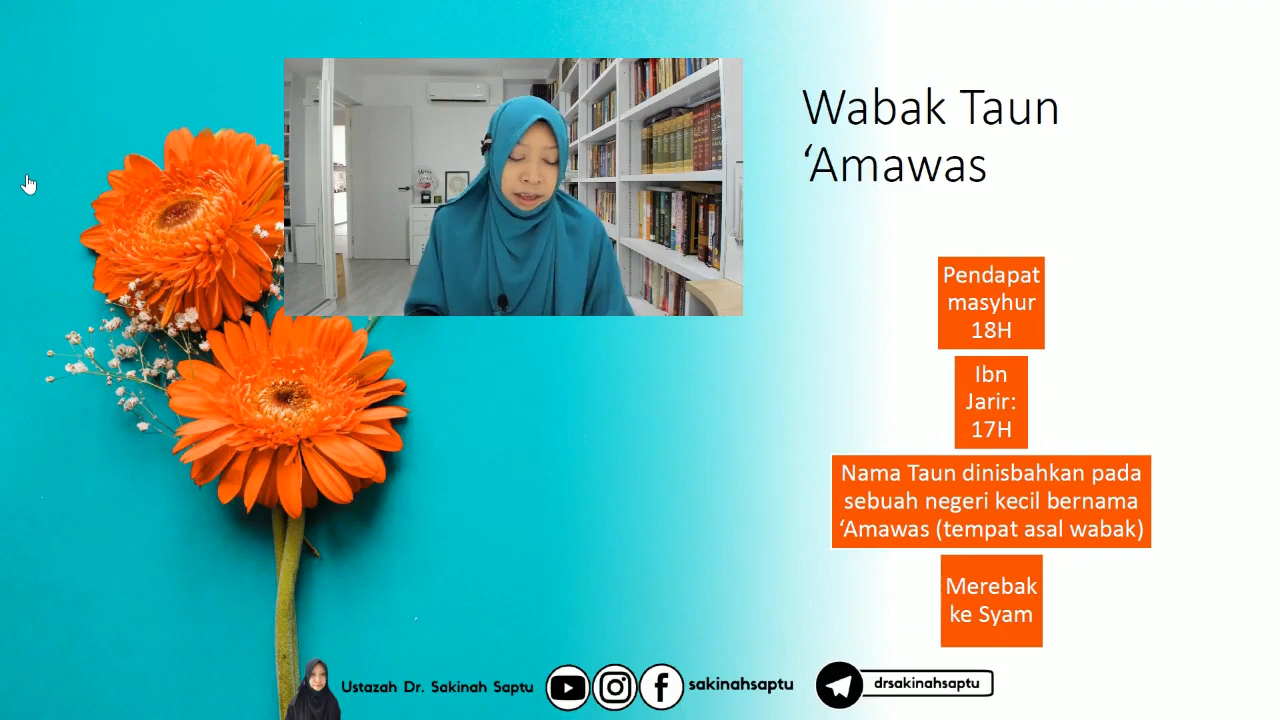 Wabak Taun
‘Amawas
Pendapat
masyhur
18H
Ibn
Jarir:
17H
Nama Taun dinisbahkan pada
sebuah negeri kecil bernama
‘Amawas (tempat asal wabak)
Merebak
ke Syam
Ustazah Dr. Sakinah Saptu
sakinahsaptu
drsakinahsaptu